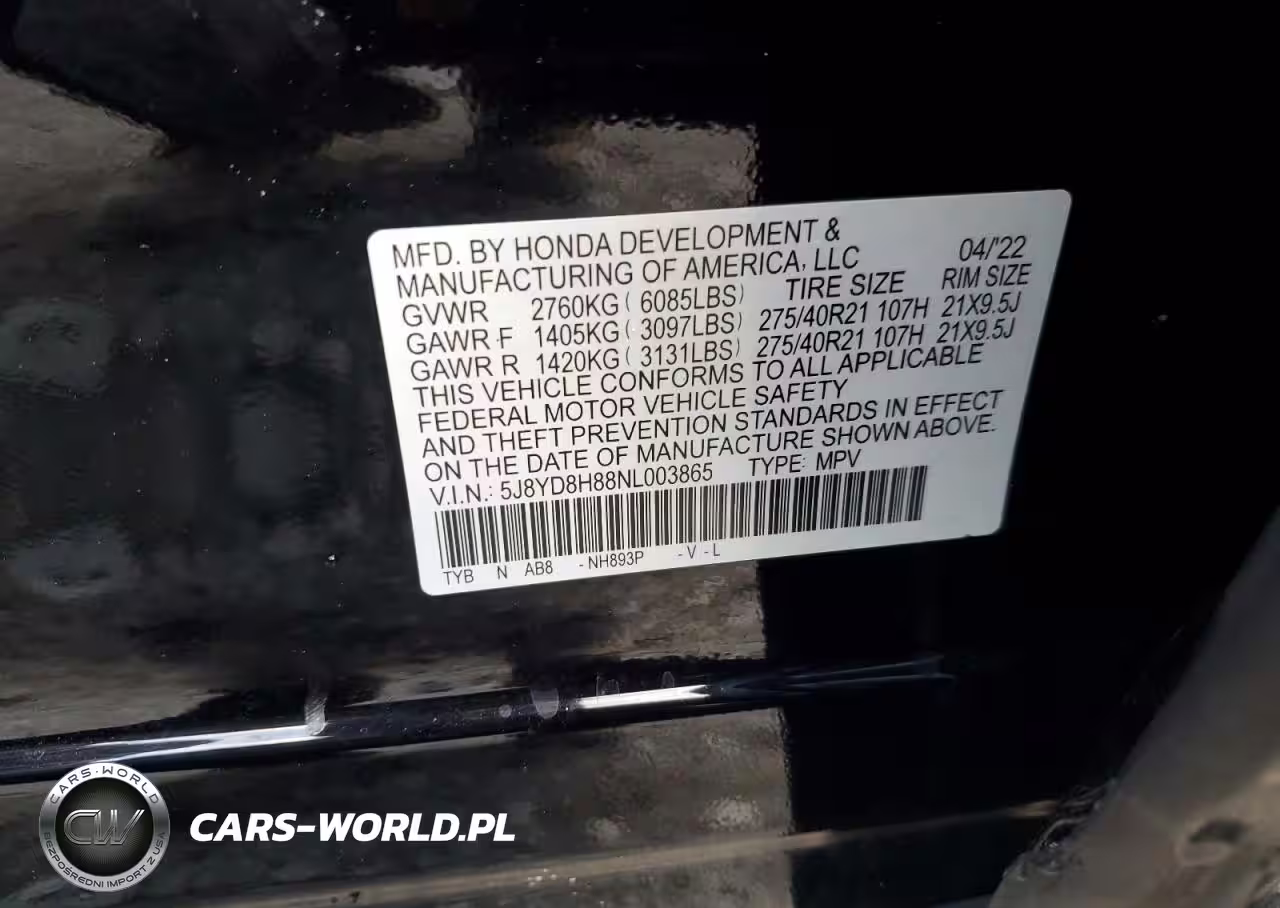 MFD. BY HONDA DEVELOPMENT & 04/'22
MANUFACTURING OF AMERICA, LLC
TIRE SIZE RIM SIZE
GVWR 2760KG ( 6085LBS)
GAWR F 1405KG ( 3097LBS) 275/40R21 107H 21X9.5J
GAWR R 1420KG ( 3131LBS) 275/40R21 107H 21X9.5J
THIS VEHICLE CONFORMS TO ALL APPLICABLE
FEDERAL MOTOR VEHICLE SAFETY
AND THEFT PREVENTION STANDARDS IN EFFECT
ON THE DATE OF MANUFACTURE SHOWN ABOVE.
V.I.N.: 5J8YD8H88NL003865 TYPE: MPV
TYB N AB8 -NH893P -V -L
CARS-WORLD
CW
BEZPOŚREDNI IMPORT Z USA
CARS-WORLD.PL